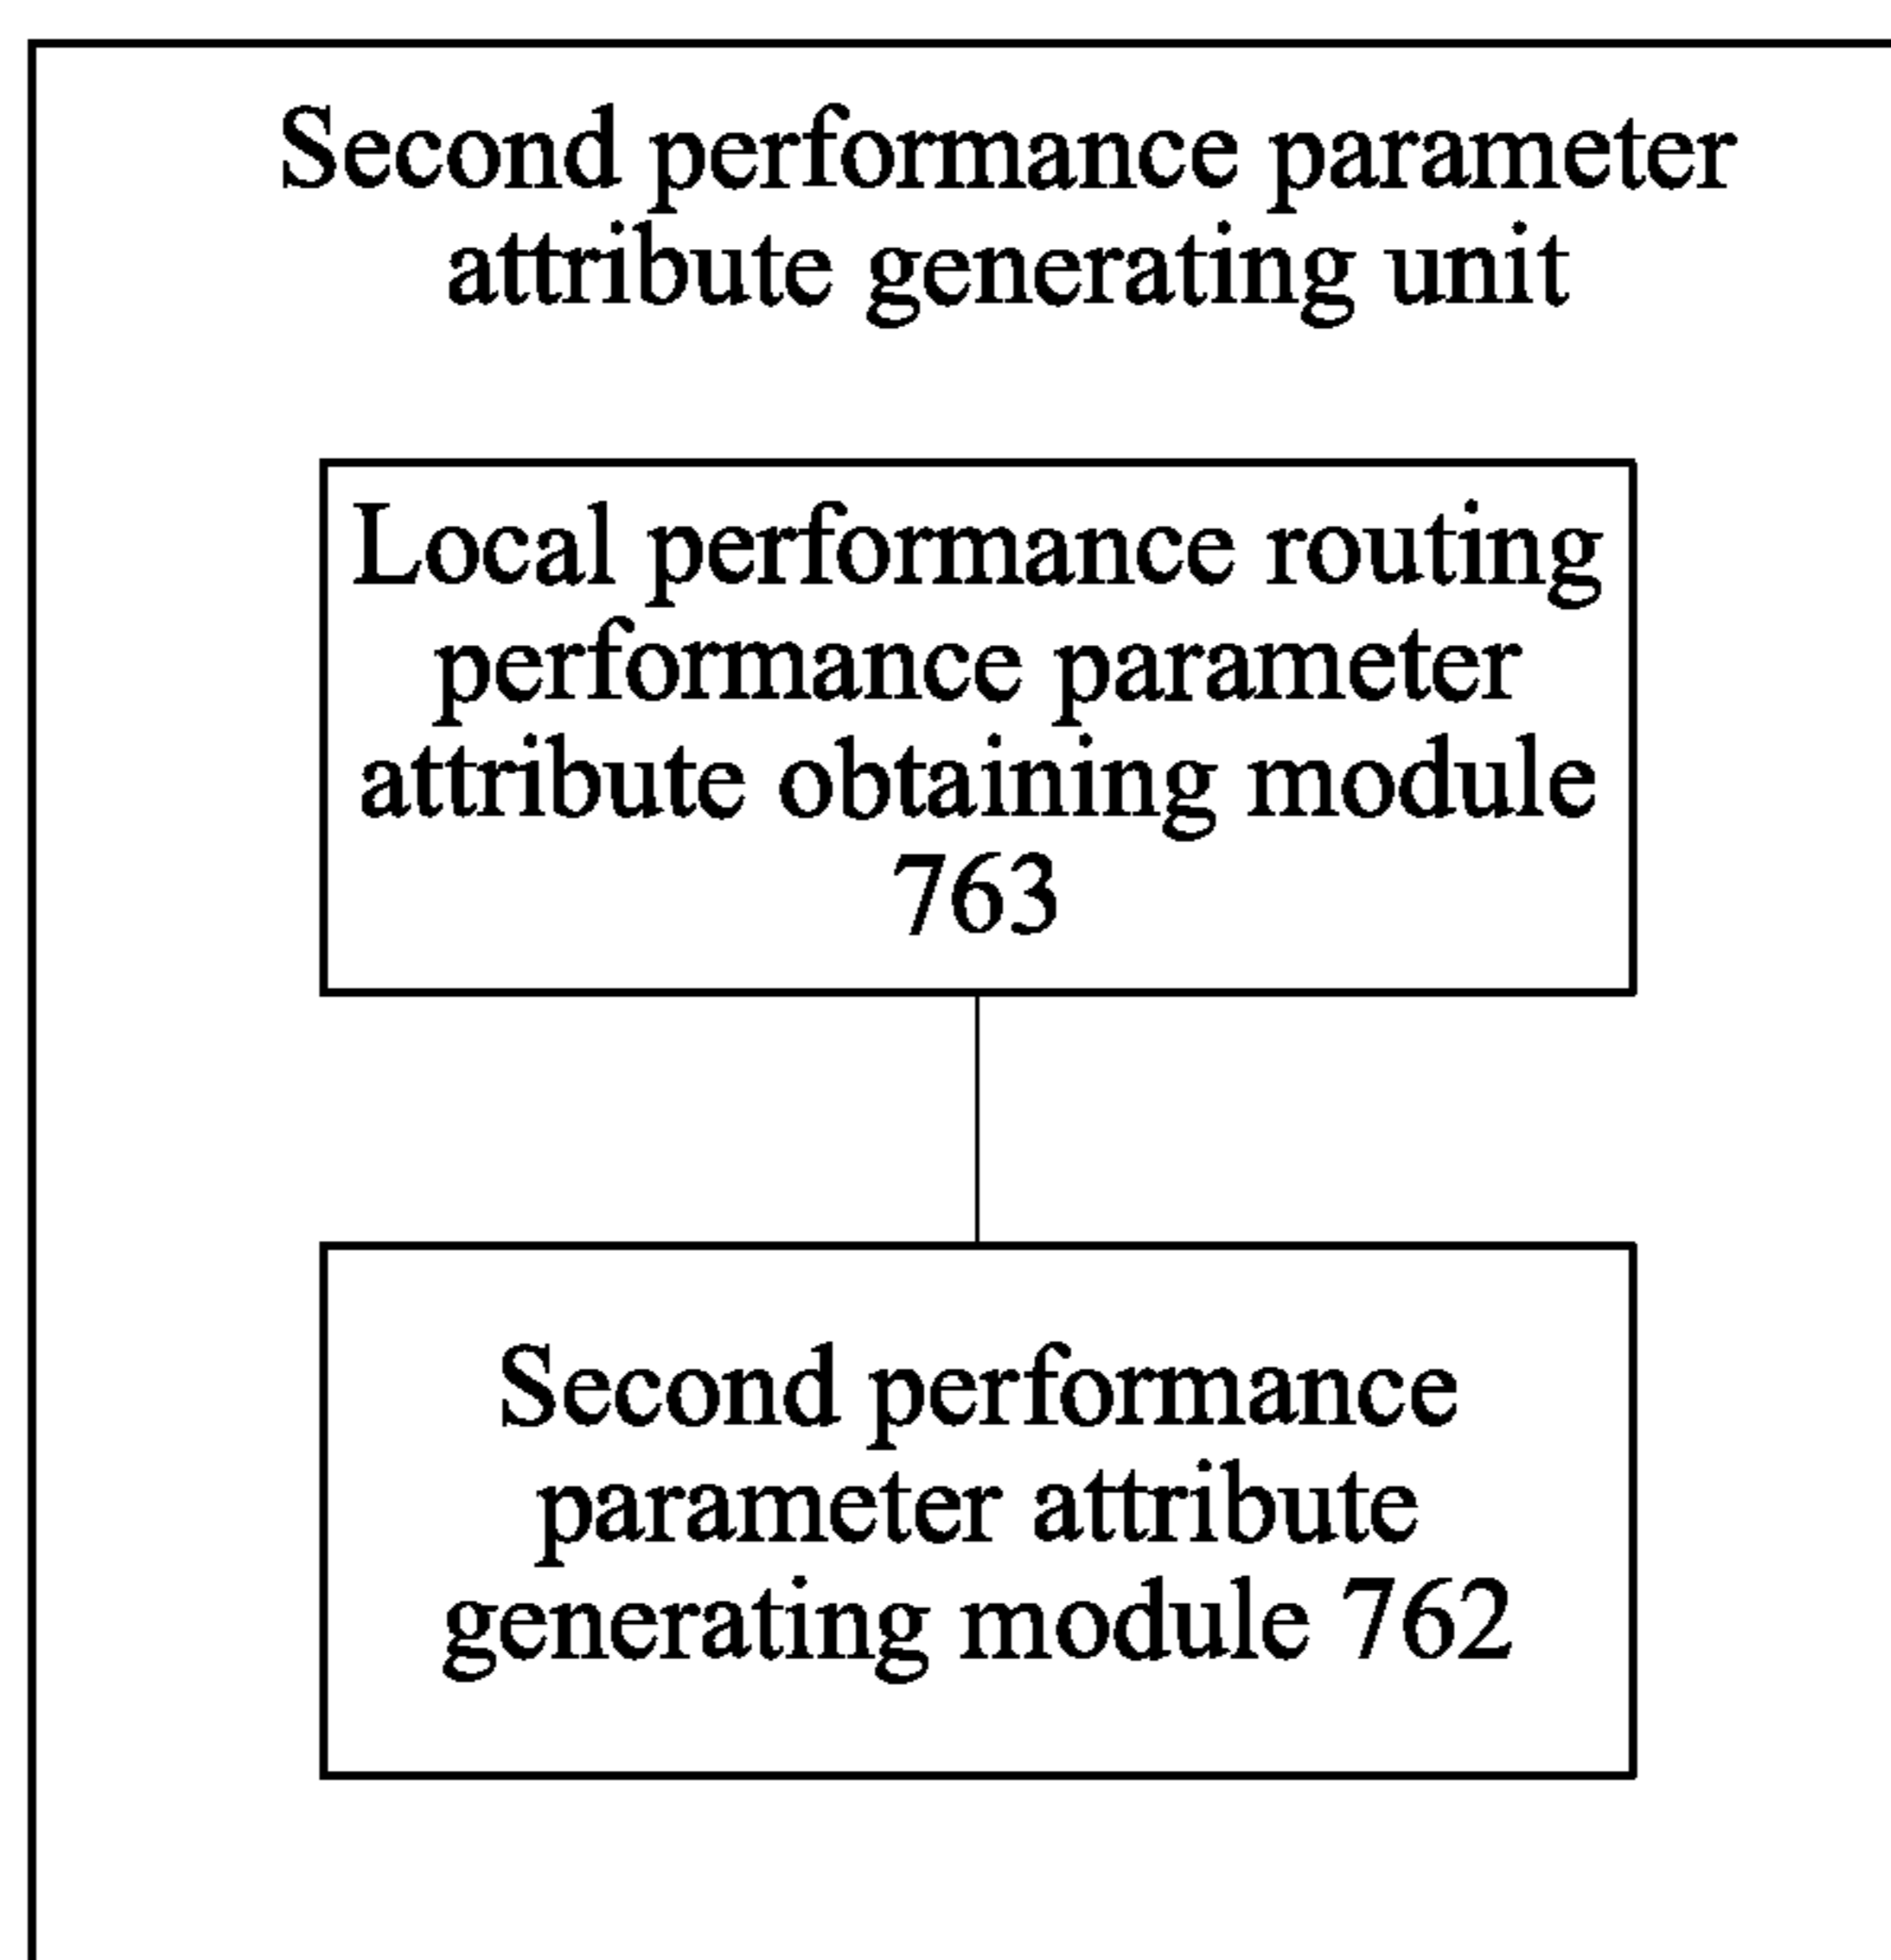 Second performance parameter
attribute generating unit
Local performance routing
performance parameter
attribute obtaining module
763
Second performance
parameter attribute
generating module 762